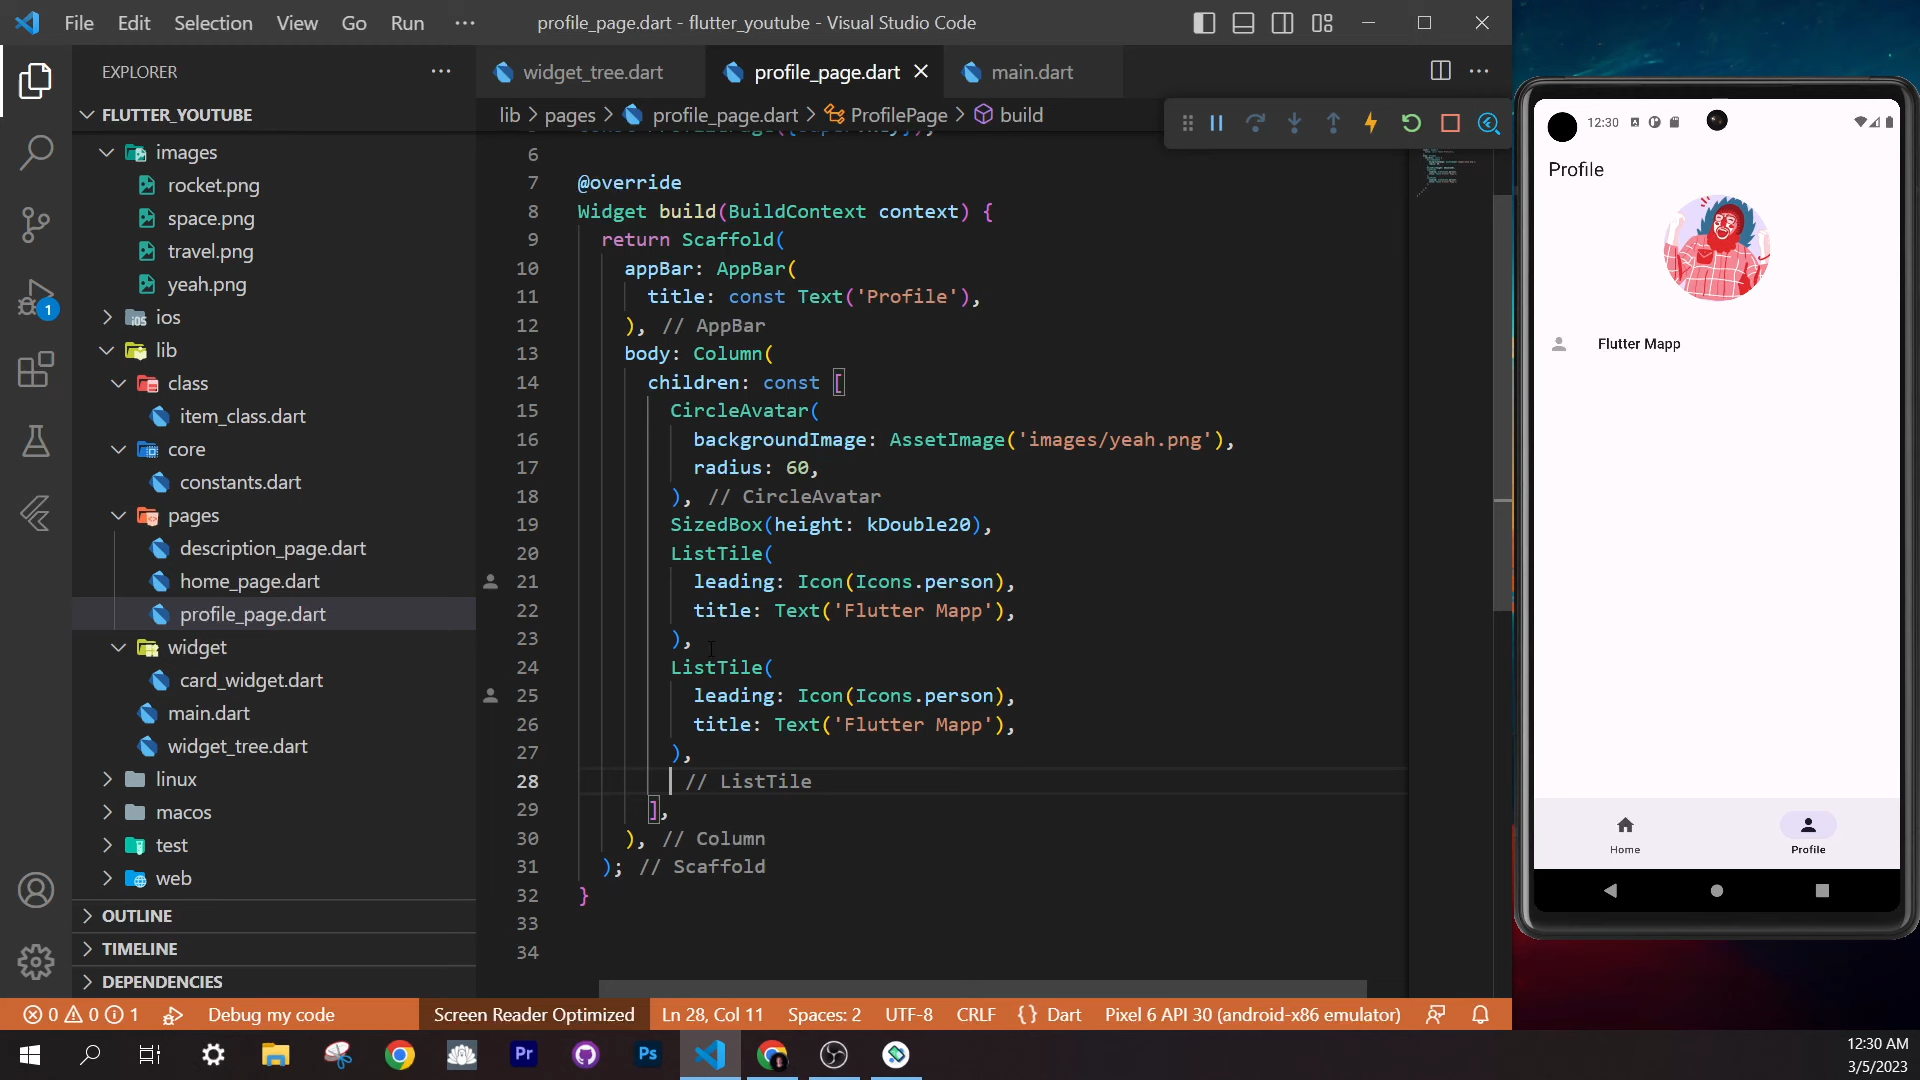 File Edit Selection View Go Run ···
profile_page.dart - flutter_youtube - Visual Studio Code
EXPLORER
FLUTTER_YOUTUBE
images
rocket.png
space.png
travel.png
yeah.png
ios
lib
class
item_class.dart
core
constants.dart
pages
description_page.dart
home_page.dart
profile_page.dart
widget
card_widget.dart
main.dart
widget_tree.dart
linux
macos
test
web
OUTLINE
TIMELINE
DEPENDENCIES
1
widget_tree.dart
profile_page.dart
main.dart
lib > pages > profile_page.dart > ProfilePage > build
6
7 @override
8 Widget build(BuildContext context) {
9 return Scaffold(
10 appBar: AppBar(
11 title: const Text('Profile'),
12 ), // AppBar
13 body: Column(
14 children: const [
15 CircleAvatar(
16 backgroundImage: AssetImage('images/yeah.png'),
17 radius: 60,
18 ), // CircleAvatar
19 SizedBox(height: kDouble20),
20 ListTile(
21 leading: Icon(Icons.person),
22 title: Text('Flutter Mapp'),
23 ),
24 ListTile(
25 leading: Icon(Icons.person),
26 title: Text('Flutter Mapp'),
27 ),
28 // ListTile
29 ],
30 ), // Column
31 ); // Scaffold
32 }
33
34
12:30
Profile
Flutter Mapp
Home
Profile
0 0 1 Debug my code Screen Reader Optimized Ln 28, Col 11 Spaces: 2 UTF-8 CRLF {} Dart Pixel 6 API 30 (android-x86 emulator)
Pr
Ps
12:30 AM
3/5/2023